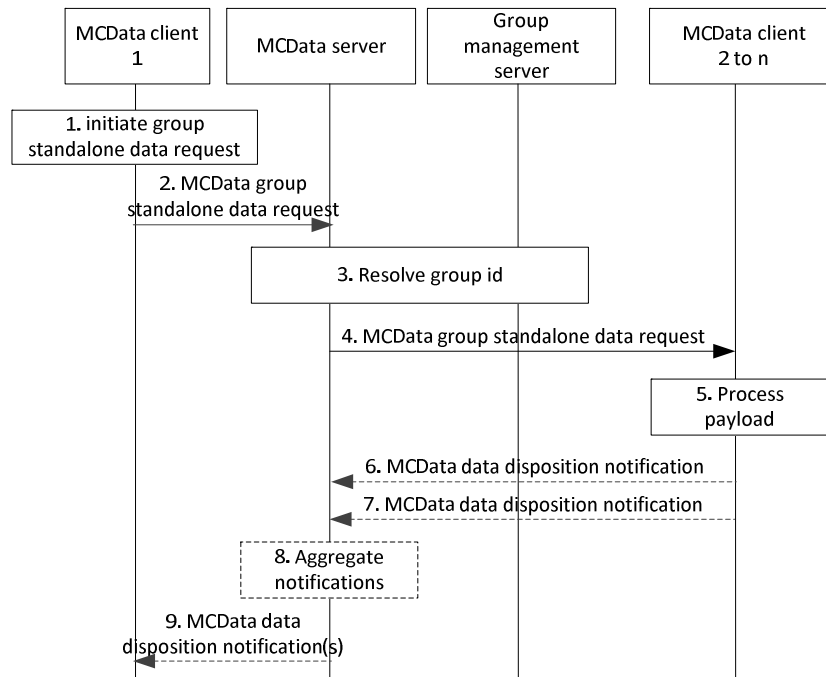 MCData client
1
MCData server
Group
management
server
MCData client
2 to n
1. initiate group
standalone data request
2. MCData group
standalone data request
3. Resolve group id
4. MCData group standalone data request
5. Process
payload
6. MCData data disposition notification
7. MCData data disposition notification
8. Aggregate
notifications
9. MCData data
disposition notification(s)